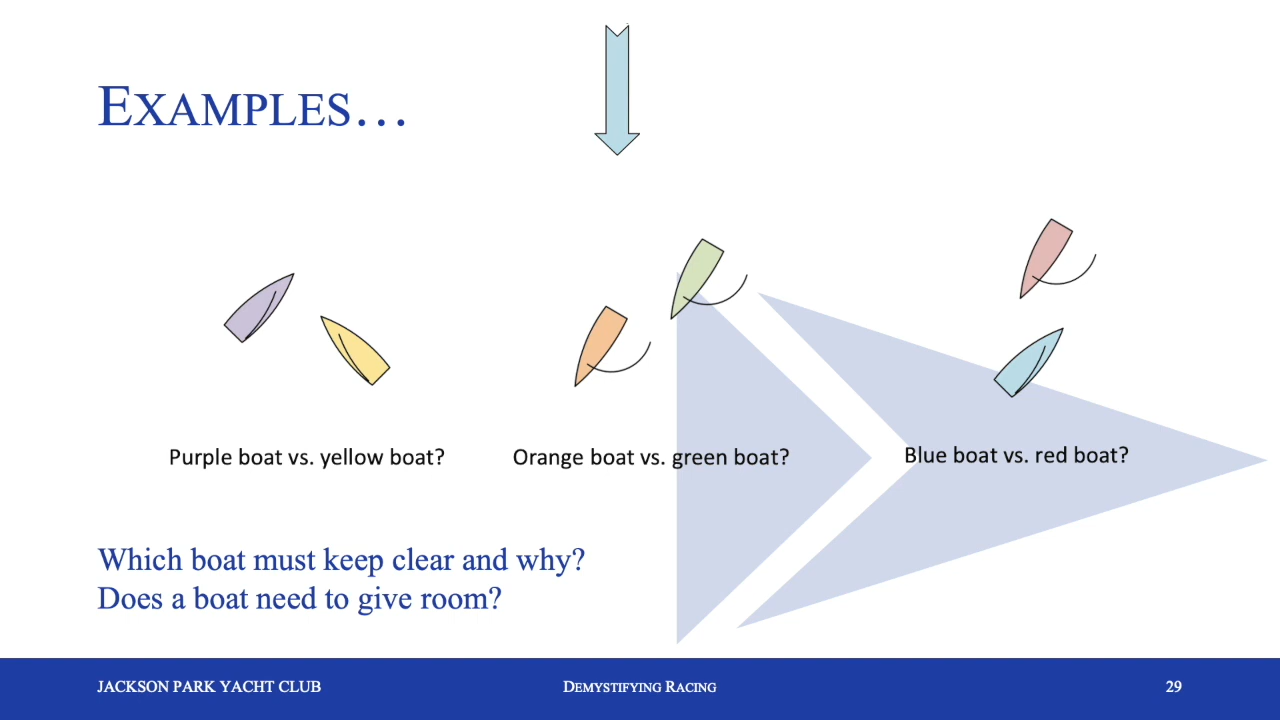 EXAMPLES…
Purple boat vs. yellow boat?
Orange boat vs. green boat?
Blue boat vs. red boat?
Which boat must keep clear and why?
Does a boat need to give room?
JACKSON PARK YACHT CLUB
DEMYSTIFYING RACING
29